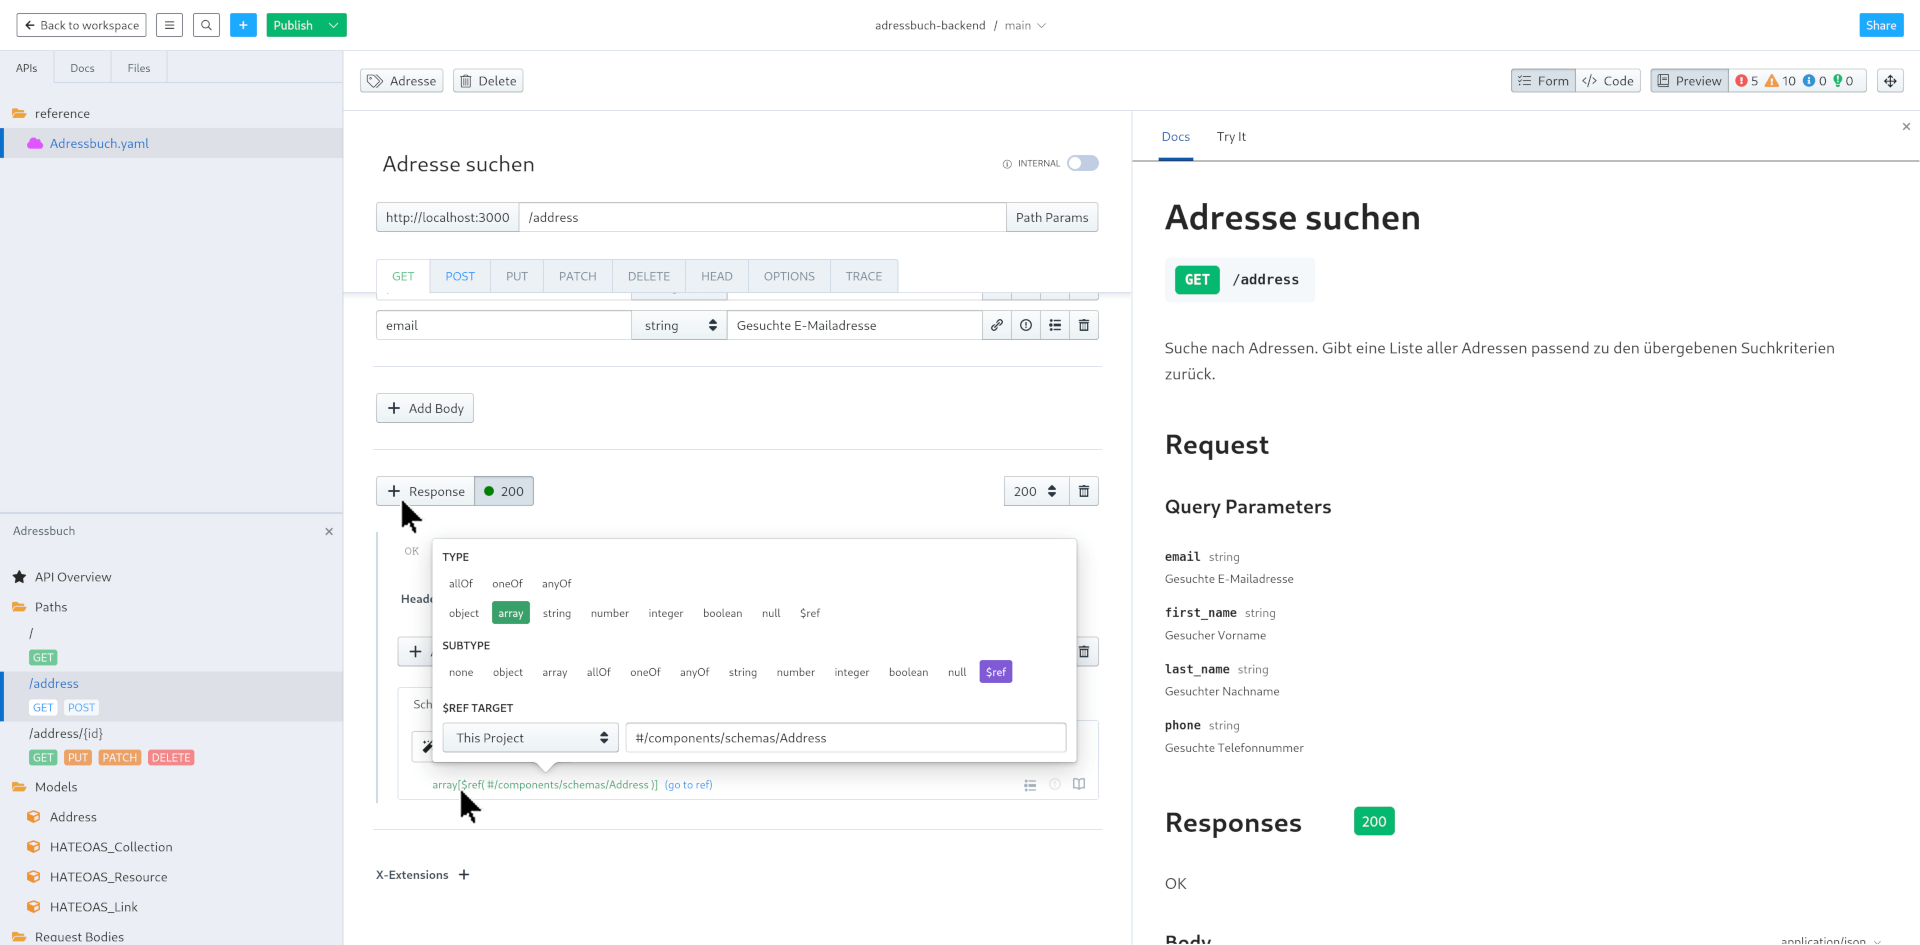 Back to workspace
Publish
adressbuch-backend / main
Share
APIs
Docs
Files
reference
Adressbuch.yaml
Adressbuch
API Overview
Paths
/
GET
/address
GET POST
/address/{id}
GET PUT PATCH DELETE
Models
Address
HATEOAS_Collection
HATEOAS_Resource
HATEOAS_Link
Request Bodies
Adresse
Delete
Form
Code
Preview
5 10 0 0
Adresse suchen
INTERNAL
http://localhost:3000
/address
Path Params
GET POST PUT PATCH DELETE HEAD OPTIONS TRACE
email
string
Gesuchte E-Mailadresse
Add Body
Response
200
200
OK
Heade
TYPE
allOf oneOf anyOf
object array string number integer boolean null $ref
SUBTYPE
none object array allOf oneOf anyOf string number integer boolean null $ref
$REF TARGET
This Project
#/components/schemas/Address
Sch
array[$ref( #/components/schemas/Address )] (go to ref)
X-Extensions
Docs
Try It
Adresse suchen
GET /address
Suche nach Adressen. Gibt eine Liste aller Adressen passend zu den übergebenen Suchkriterien
zurück.
Request
Query Parameters
email string
Gesuchte E-Mailadresse
first_name string
Gesucher Vorname
last_name string
Gesuchter Nachname
phone string
Gesuchte Telefonnummer
Responses
200
OK
Body
application/json